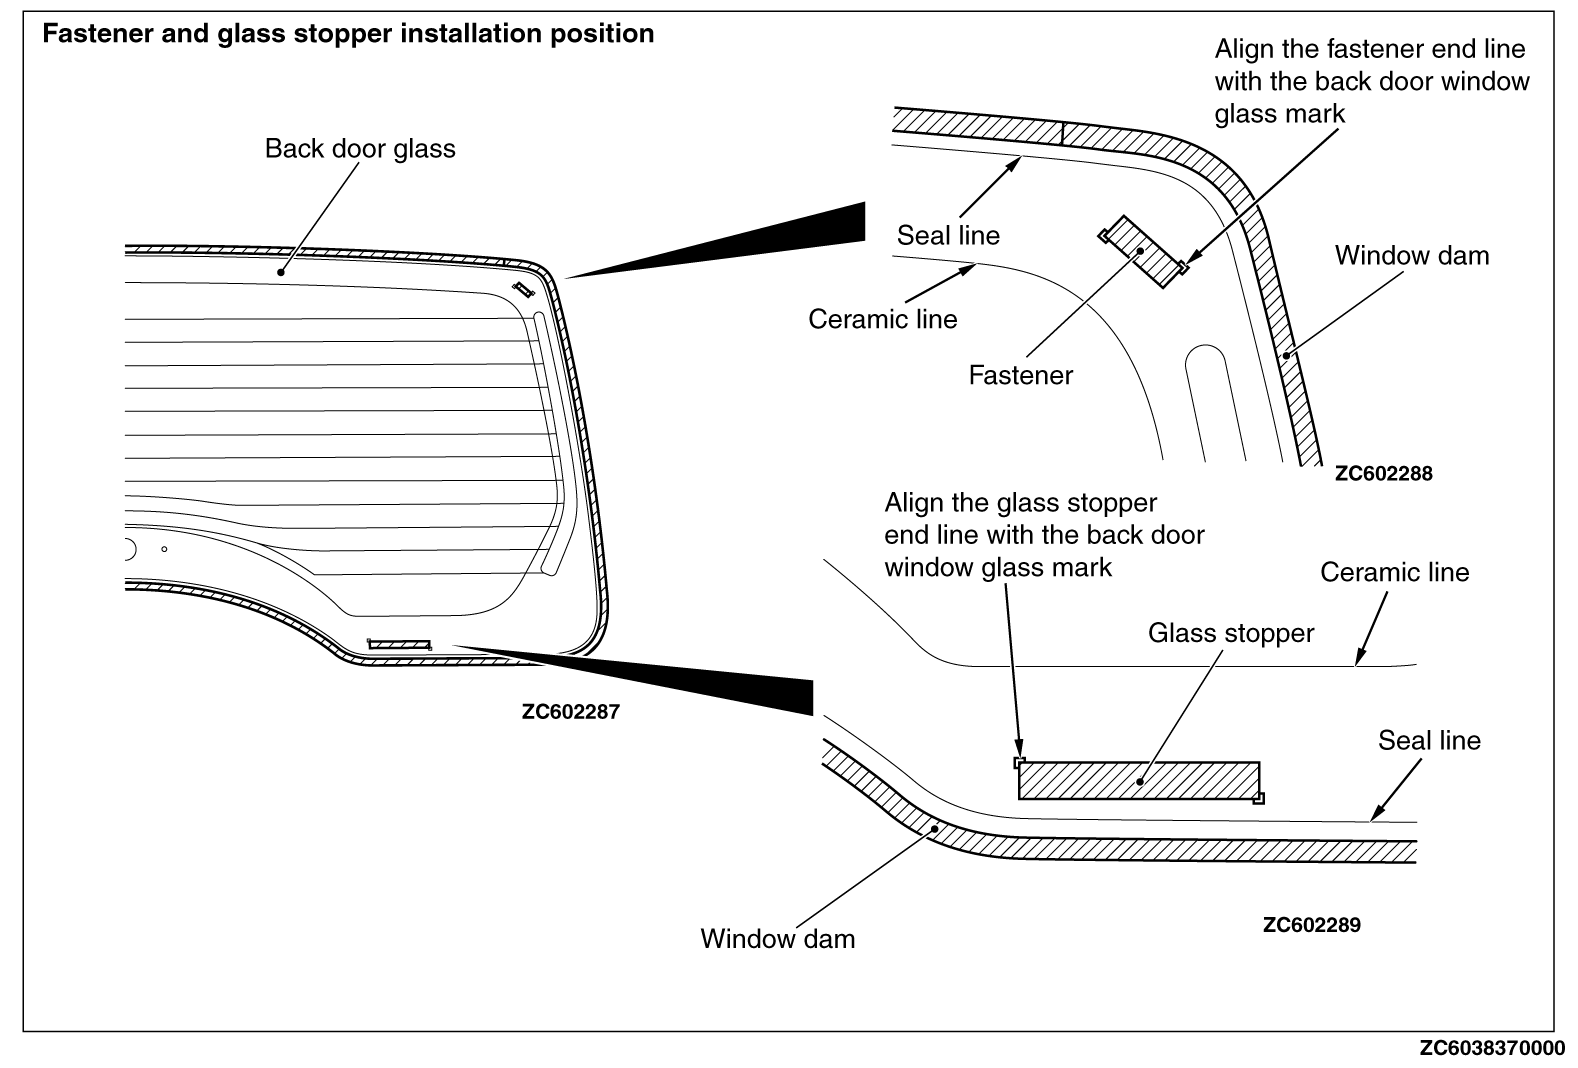 Fastener and glass stopper installation position
Align the fastener end line
with the back door window
glass mark
Back door glass
Seal line
Window dam
Ceramic line
Fastener
ZC602288
Align the glass stopper
end line with the back door
window glass mark
Ceramic line
Glass stopper
ZC602287
Seal line
ZC602289
Window dam
ZC6038370000